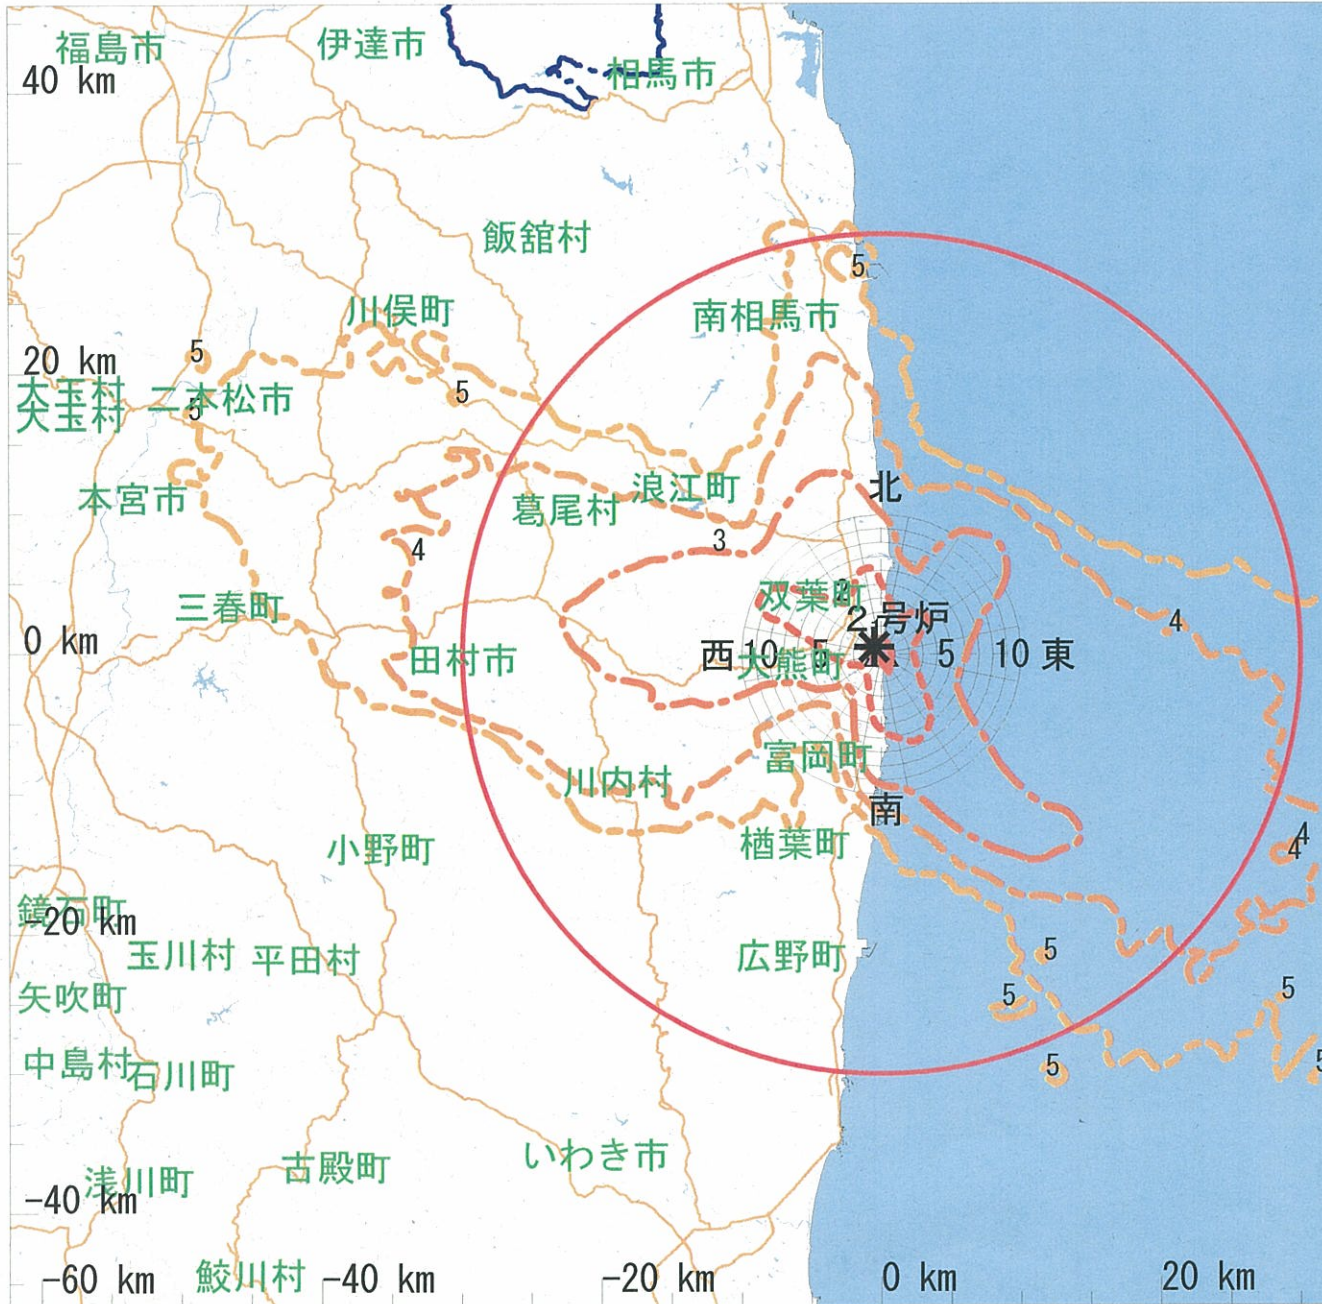 福島市
伊達市
相馬市
40 km
飯舘村
5
川俣町
南相馬市
5
20 km
大玉村
大玉村
二本松市
5
5
本宮市
葛尾村
浪江町
北
4
3
双葉町
2
三春町
2号炉
4
0 km
田村市
西
10
5
大熊町
5
10
東
富岡町
川内村
南
小野町
楢葉町
4
4
鏡石町
-20 km
玉川村
平田村
広野町
5
矢吹町
5
5
中島村
石川町
5
5
浅川町
古殿町
いわき市
-40 km
-60 km
鮫川村
-40 km
-20 km
0 km
20 km